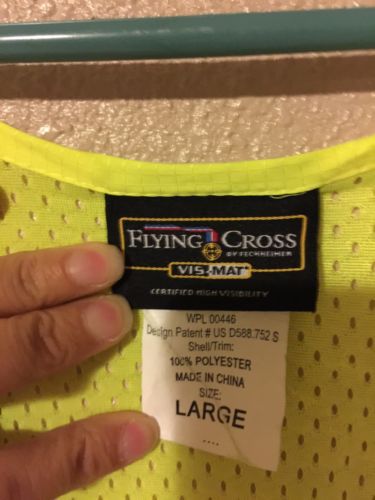 FLYING CROSS
BY FECHHEIMER
VIS-MAT
CERTIFIED HIGH VISIBILITY
WPL 00446
Design Patent # US D588,752 S
Shell/Trim:
100% POLYESTER
MADE IN CHINA
SIZE:
LARGE
....